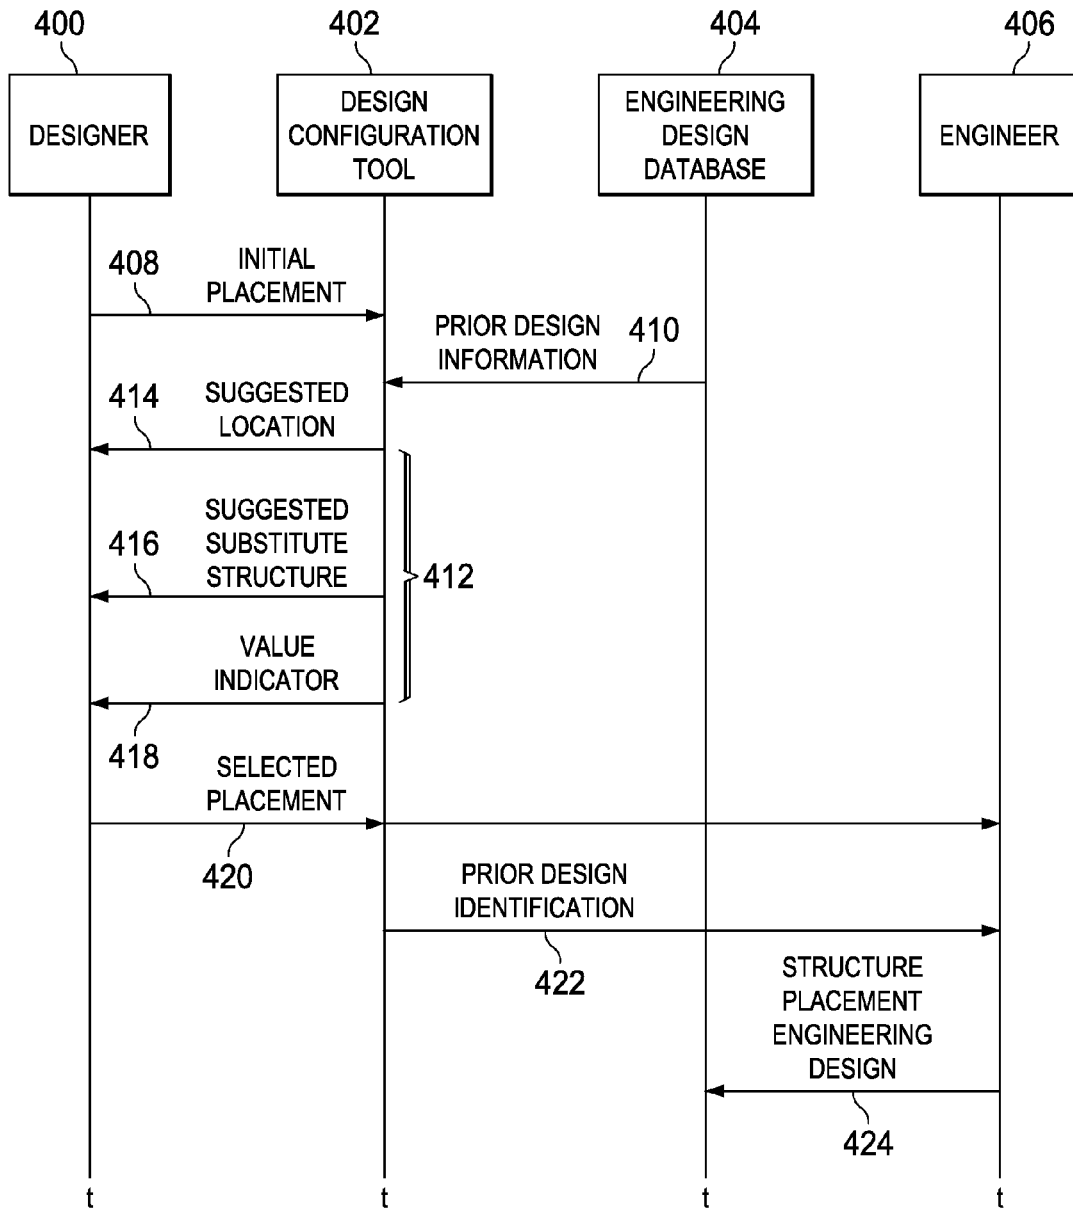 400
402
404
406
DESIGNER
DESIGN
CONFIGURATION
TOOL
ENGINEERING
DESIGN
DATABASE
ENGINEER
408
INITIAL
PLACEMENT
PRIOR DESIGN
INFORMATION
410
414
SUGGESTED
LOCATION
416
SUGGESTED
SUBSTITUTE
STRUCTURE
412
VALUE
INDICATOR
418
SELECTED
PLACEMENT
420
PRIOR DESIGN
IDENTIFICATION
422
STRUCTURE
PLACEMENT
ENGINEERING
DESIGN
424
t
t
t
t